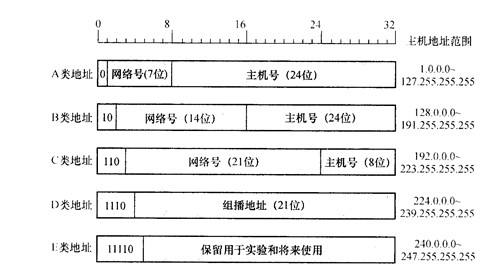 0 8 16 24 32
主机地址范围
A类地址 0 网络号(7位) 主机号(24位) 1.0.0.0~
127.255.255.255
B类地址 10 网络号(14位) 主机号(24位) 128.0.0.0~
191.255.255.255
C类地址 110 网络号(21位) 主机号(8位) 192.0.0.0~
223.255.255.255
D类地址 1110 组播地址(21位) 224.0.0.0~
239.255.255.255
E类地址 11110 保留用于实验和将来使用 240.0.0.0~
247.255.255.255